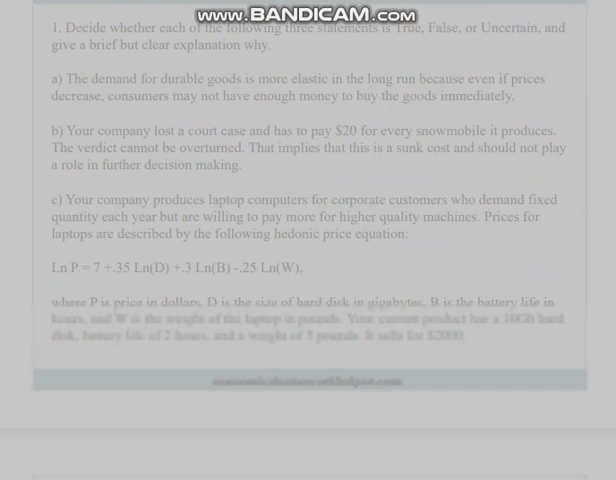 www.BANDICAM.com
1. Decide whether each of the following three statements is True, False, or Uncertain, and
give a brief but clear explanation why.
a) The demand for durable goods is more elastic in the long run because even if prices
decrease, consumers may not have enough money to buy the goods immediately.
b) Your company lost a court case and has to pay $20 for every snowmobile it produces.
The verdict cannot be overturned. That implies that this is a sunk cost and should not play
a role in further decision making.
c) Your company produces laptop computers for corporate customers who demand fixed
quantity each year but are willing to pay more for higher quality machines. Prices for
laptops are described by the following hedonic price equation:
Ln P = 7 +.35 Ln(D) +.3 Ln(B) -.25 Ln(W),
where P is price in dollars, D is the size of hard disk in gigabytes, B is the battery life in
hours, and W is the weight of the laptop in pounds. Your current product has a 10Gb hard
disk, battery life of 2 hours, and a weight of 5 pounds. It sells for $2000.
economicshomeworkhelper.com